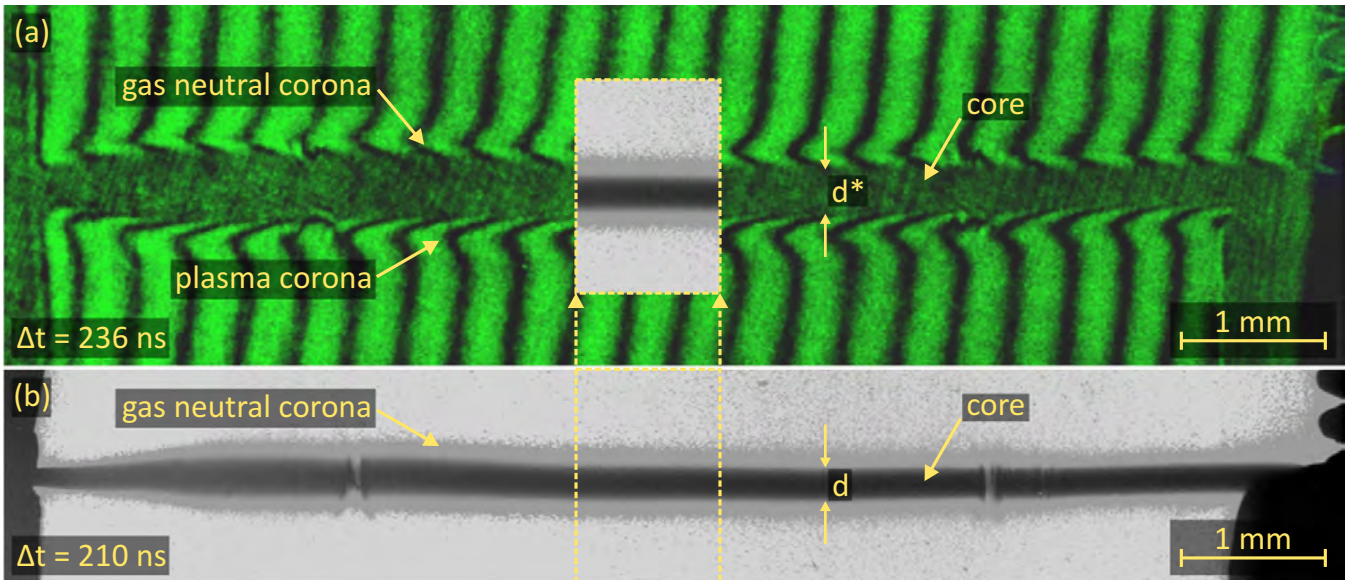 (a)
gas neutral corona
core
d*
plasma corona
Δt = 236 ns
1 mm
(b)
gas neutral corona
core
d
Δt = 210 ns
1 mm